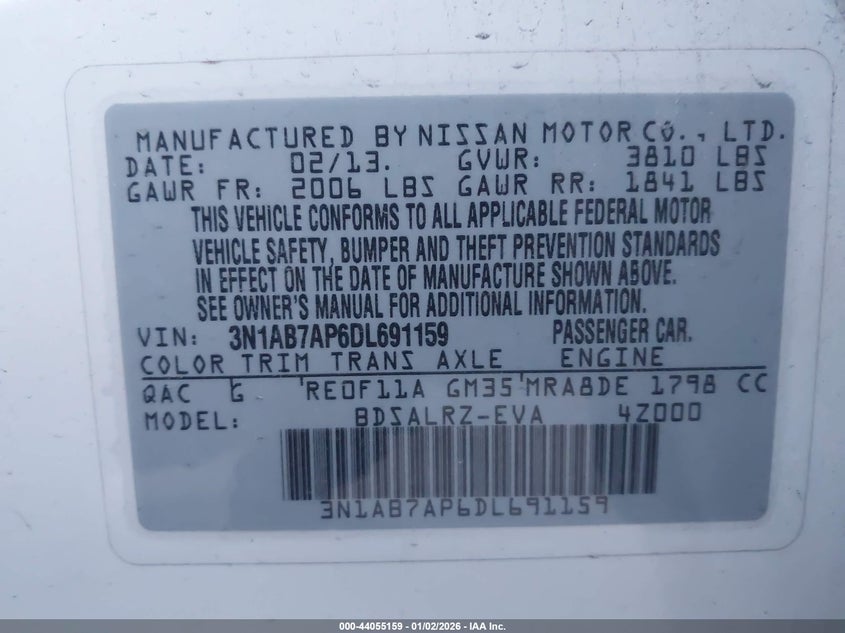 MANUFACTURED BY NISSAN MOTOR CO., LTD.
DATE: 02/13. GVWR: 3810 LBS
GAWR FR: 2006 LBS GAWR RR: 1841 LBS
THIS VEHICLE CONFORMS TO ALL APPLICABLE FEDERAL MOTOR
VEHICLE SAFETY, BUMPER AND THEFT PREVENTION STANDARDS
IN EFFECT ON THE DATE OF MANUFACTURE SHOWN ABOVE.
SEE OWNER'S MANUAL FOR ADDITIONAL INFORMATION.
VIN: 3N1AB7AP6DL691159 PASSENGER CAR.
COLOR TRIM TRANS AXLE ENGINE
QAC G RE0F11A GM35 MRA8DE 1798 CC
MODEL: BDSALRZ-EVA 4Z000
3N1AB7AP6DL691159
000-44055159 - 01/02/2026 - IAA Inc.